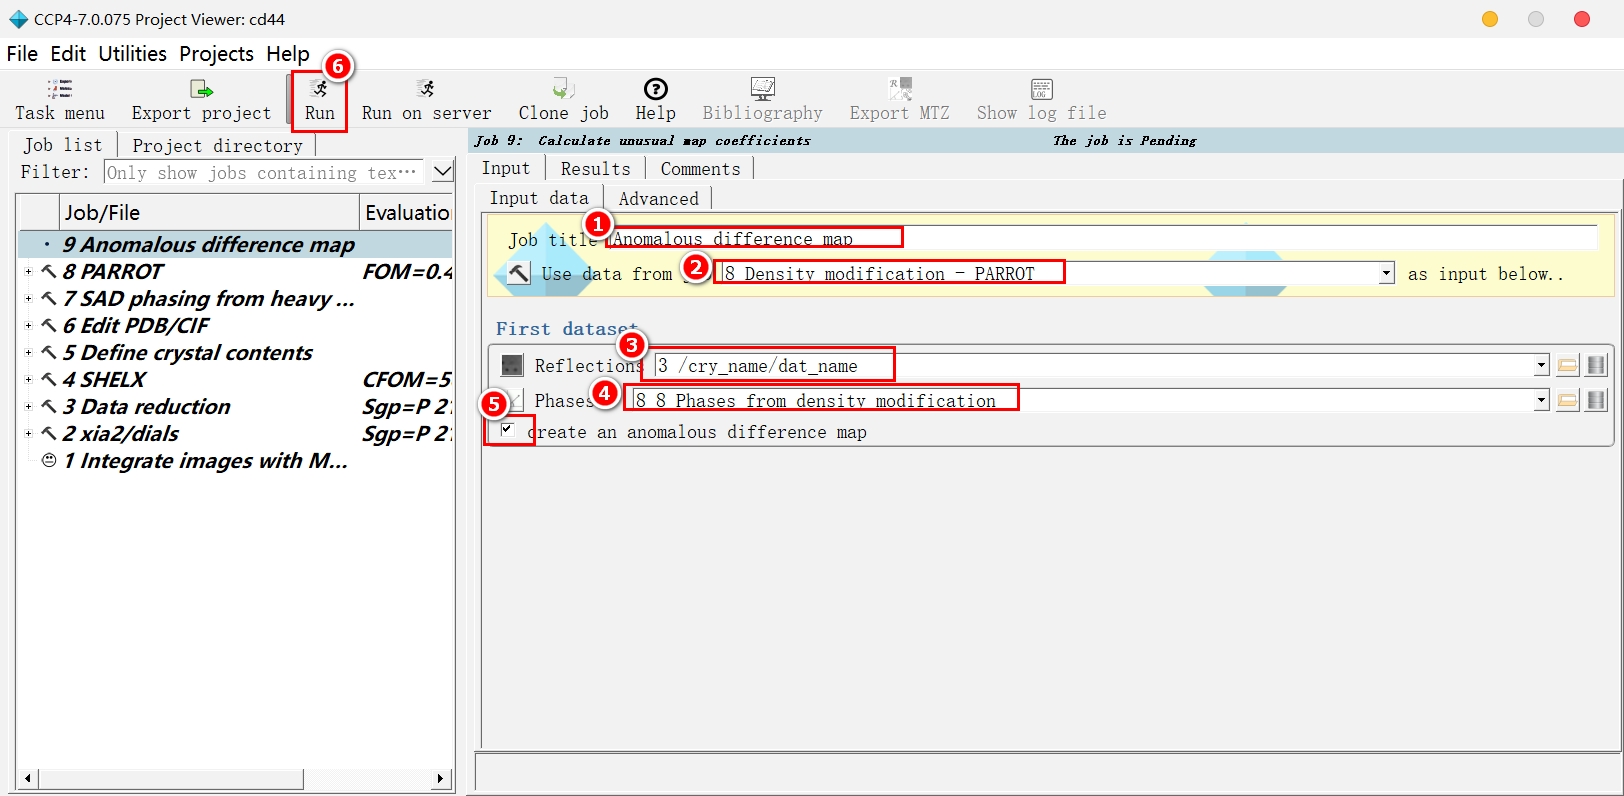 CCP4-7.0.075 Project Viewer: cd44
File Edit Utilities Projects Help
6
Task menu Export project Run Run on server Clone job Help Bibliography Export MTZ Show log file
Job list Project directory
Filter: Only show jobs containing tex···
Job/File Evaluatio
9 Anomalous difference map
8 PARROT FOM=0.4
7 SAD phasing from heavy ...
6 Edit PDB/CIF
5 Define crystal contents
4 SHELX CFOM=5
3 Data reduction Sgp=P 2
2 xia2/dials Sgp=P 2
1 Integrate images with M...
Job 9: Calculate unusual map coefficients The job is Pending
Input Results Comments
Input data Advanced
1
Job title Anomalous difference map
2
Use data from 8 Density modification - PARROT as input below..
First dataset
3
Reflections 3 /cry_name/dat_name
4
Phases 8 8 Phases from density modification
5
create an anomalous difference map